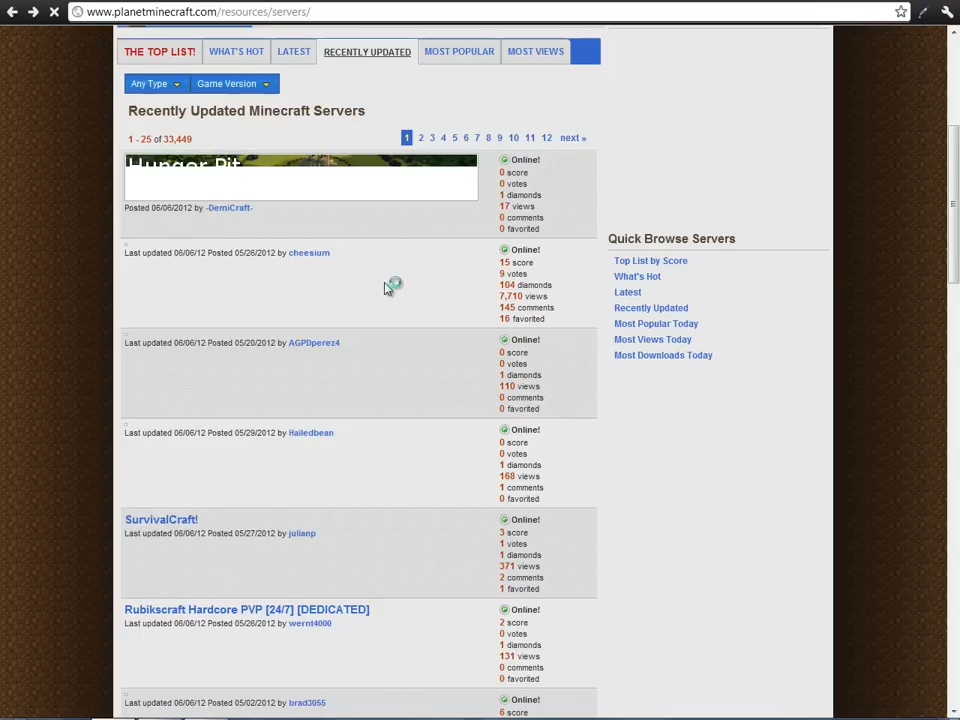 www.planetminecraft.com/resources/servers/
THE TOP LIST! WHAT'S HOT LATEST RECENTLY UPDATED MOST POPULAR MOST VIEWS
Any Type Game Version
Recently Updated Minecraft Servers
1 - 25 of 33,449
1 2 3 4 5 6 7 8 9 10 11 12 next »
Hunger Pit
Posted 06/06/2012 by -DemiCraft-
Online!
0 score
0 votes
1 diamonds
17 views
0 comments
0 favorited
Last updated 06/06/12 Posted 05/26/2012 by cheesium
Online!
15 score
9 votes
104 diamonds
7,710 views
145 comments
16 favorited
Last updated 06/06/12 Posted 05/20/2012 by AGPDperez4
Online!
0 score
0 votes
1 diamonds
110 views
0 comments
0 favorited
Last updated 06/06/12 Posted 05/29/2012 by Hailedbean
Online!
0 score
0 votes
1 diamonds
168 views
1 comments
0 favorited
SurvivalCraft!
Last updated 06/06/12 Posted 05/27/2012 by julianp
Online!
3 score
1 votes
1 diamonds
371 views
2 comments
1 favorited
Rubikscraft Hardcore PVP [24/7] [DEDICATED]
Last updated 06/06/12 Posted 05/26/2012 by wernt4000
Online!
2 score
0 votes
1 diamonds
131 views
0 comments
0 favorited
Last updated 06/06/12 Posted 05/02/2012 by brad3055
Online!
6 score
Quick Browse Servers
Top List by Score
What's Hot
Latest
Recently Updated
Most Popular Today
Most Views Today
Most Downloads Today